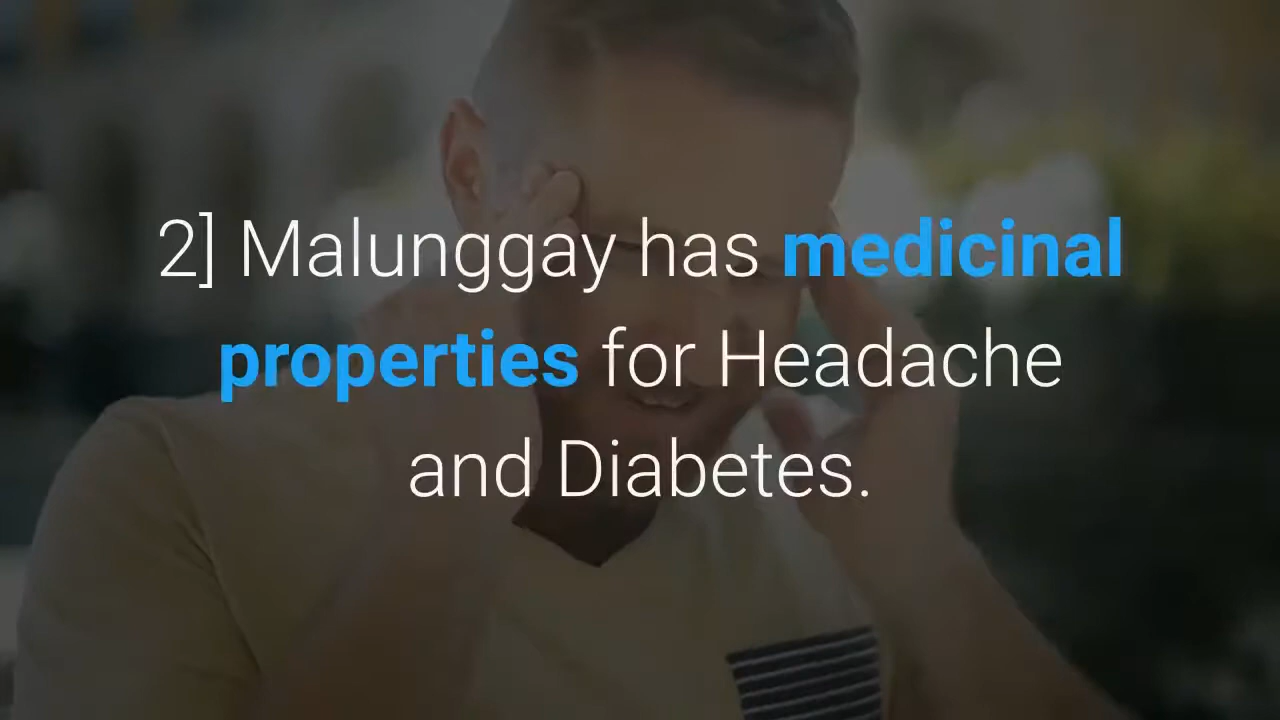 2] Malunggay has medicinal
properties for Headache
and Diabetes.